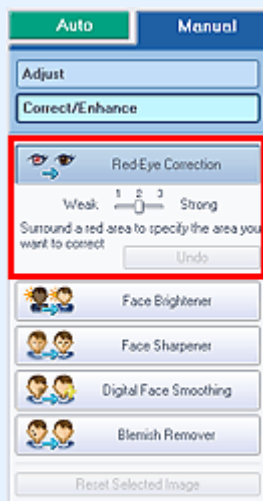 Auto Manual
Adjust
Correct/Enhance
Red-Eye Correction
1 2 3
Weak Strong
Surround a red area to specify the area you
want to correct
Undo
Face Brightener
Face Sharpener
Digital Face Smoothing
Blemish Remover
Reset Selected Image